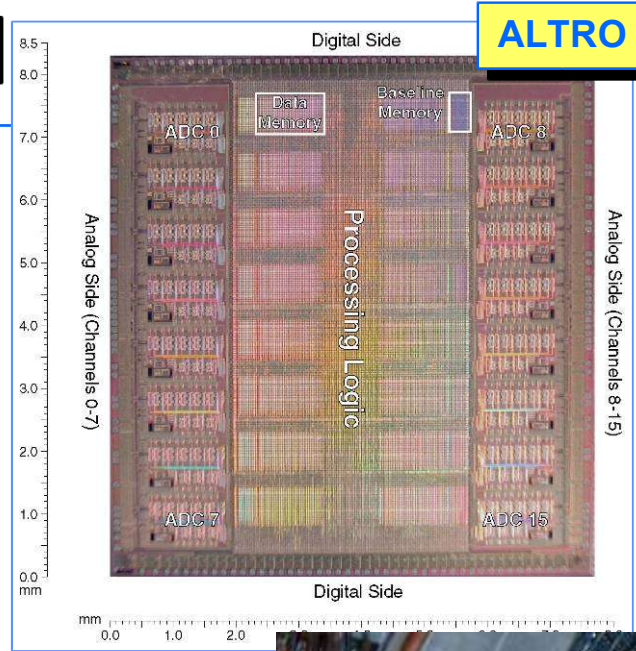 ALTRO
Digital Side
8.5
8.0
7.0
6.0
5.0
4.0
3.0
2.0
1.0
0.0
mm
Analog Side (Channels 0-7)
ADC 0
Data
Memory
Baseline
Memory
ADC 8
Processing Logic
ADC 7
ADC 15
Analog Side (Channels 8-15)
Digital Side
mm
0.0
1.0
2.0